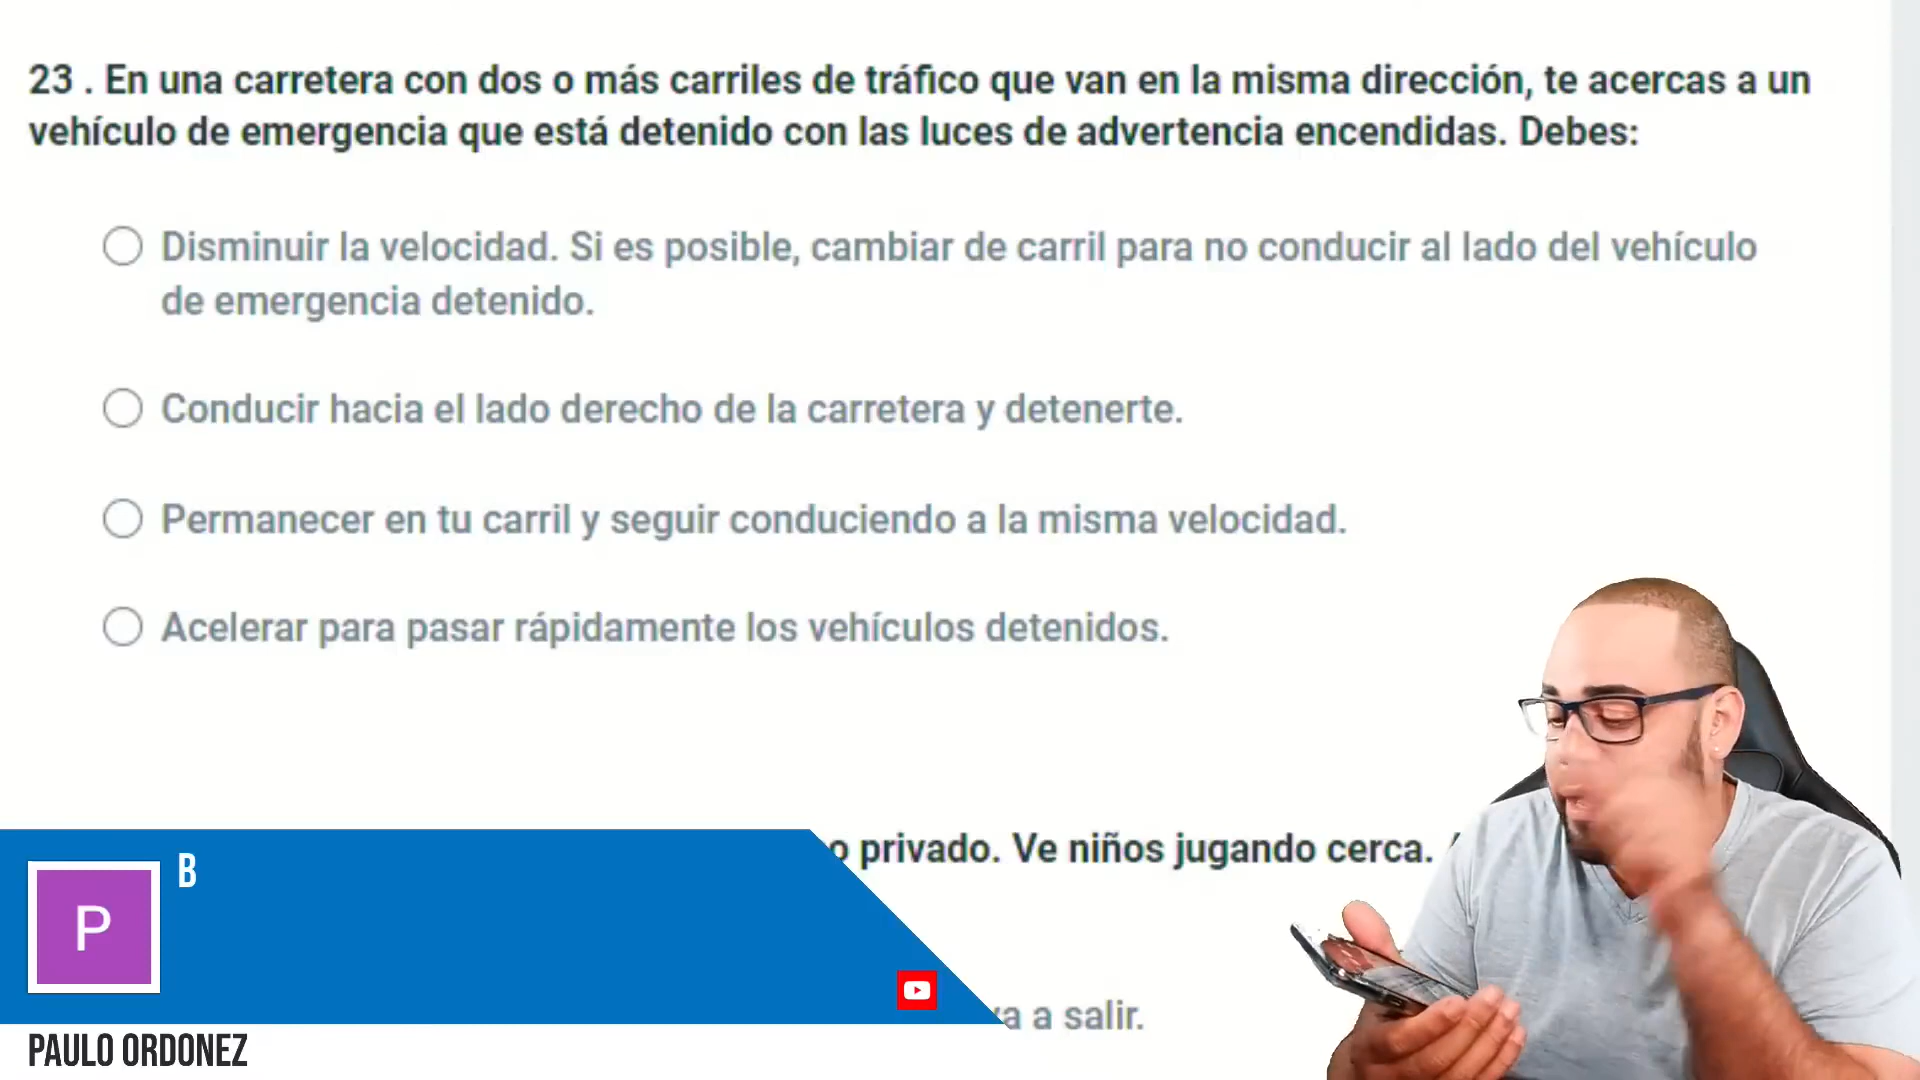 23 . En una carretera con dos o más carriles de tráfico que van en la misma dirección, te acercas a un
vehículo de emergencia que está detenido con las luces de advertencia encendidas. Debes:
Disminuir la velocidad. Si es posible, cambiar de carril para no conducir al lado del vehículo
de emergencia detenido.
Conducir hacia el lado derecho de la carretera y detenerte.
Permanecer en tu carril y seguir conduciendo a la misma velocidad.
Acelerar para pasar rápidamente los vehículos detenidos.
o privado. Ve niños jugando cerca.
B
P
a a salir.
PAULO ORDONEZ